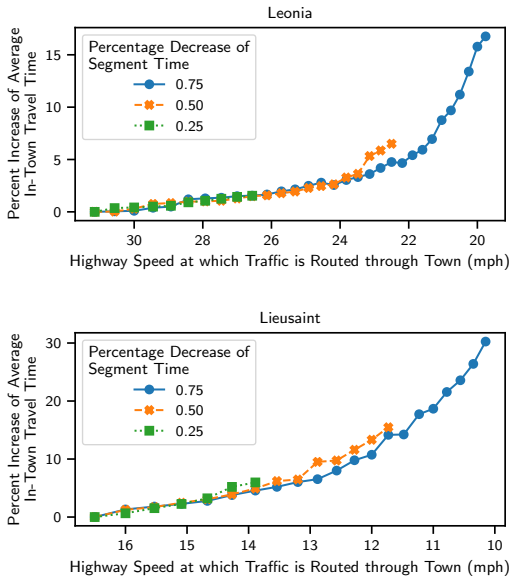 Leonia
Percent Increase of Average
In-Town Travel Time
15
10
5
0
Percentage Decrease of
Segment Time
0.75
0.50
0.25
30 28 26 24 22 20
Highway Speed at which Traffic is Routed through Town (mph)
Lieusaint
Percent Increase of Average
In-Town Travel Time
30
20
10
0
Percentage Decrease of
Segment Time
0.75
0.50
0.25
16 15 14 13 12 11 10
Highway Speed at which Traffic is Routed through Town (mph)